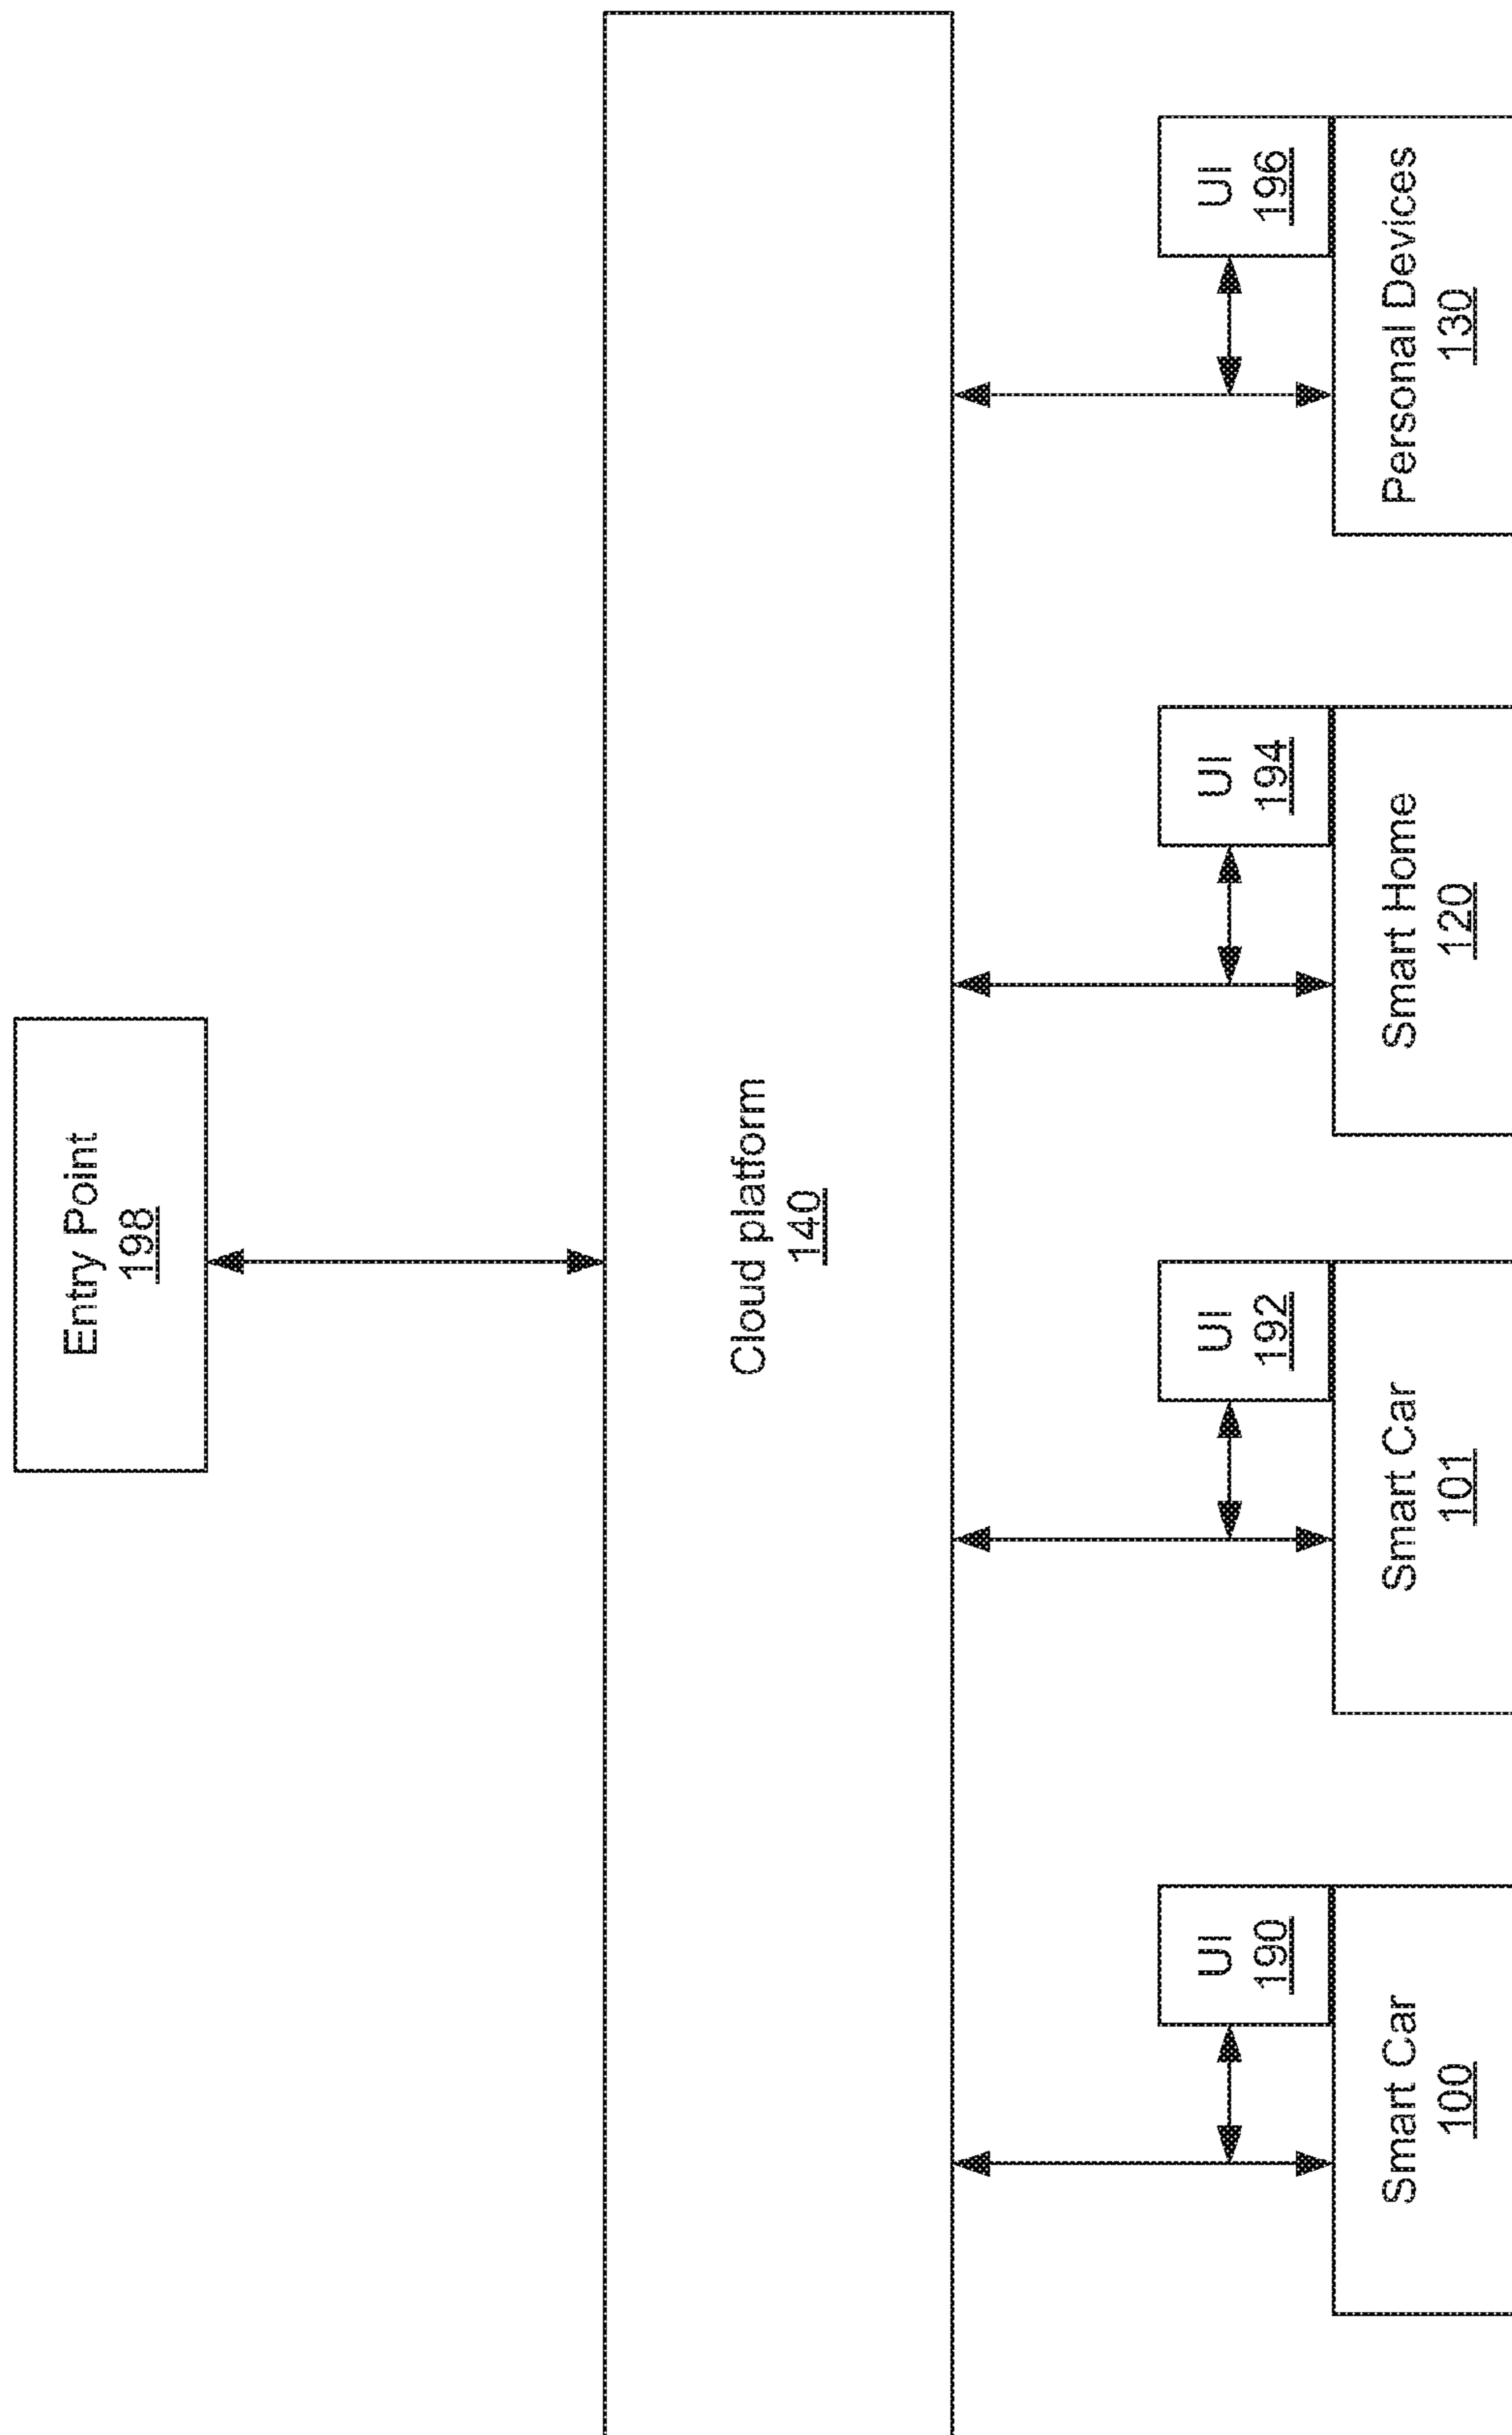 Entry Point
198
Cloud platform
140
UI
190
UI
192
UI
194
UI
196
Smart Car
100
Smart Car
101
Smart Home
120
Personal Devices
130